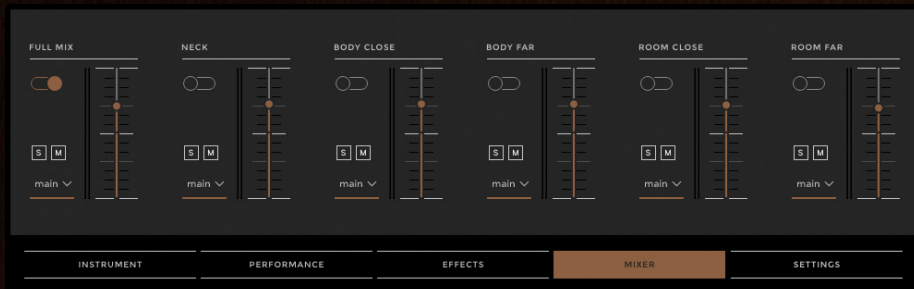 FULL MIX NECK BODY CLOSE BODY FAR ROOM CLOSE ROOM FAR
S M S M S M S M S M S M
main main main main main main
INSTRUMENT PERFORMANCE EFFECTS MIXER SETTINGS